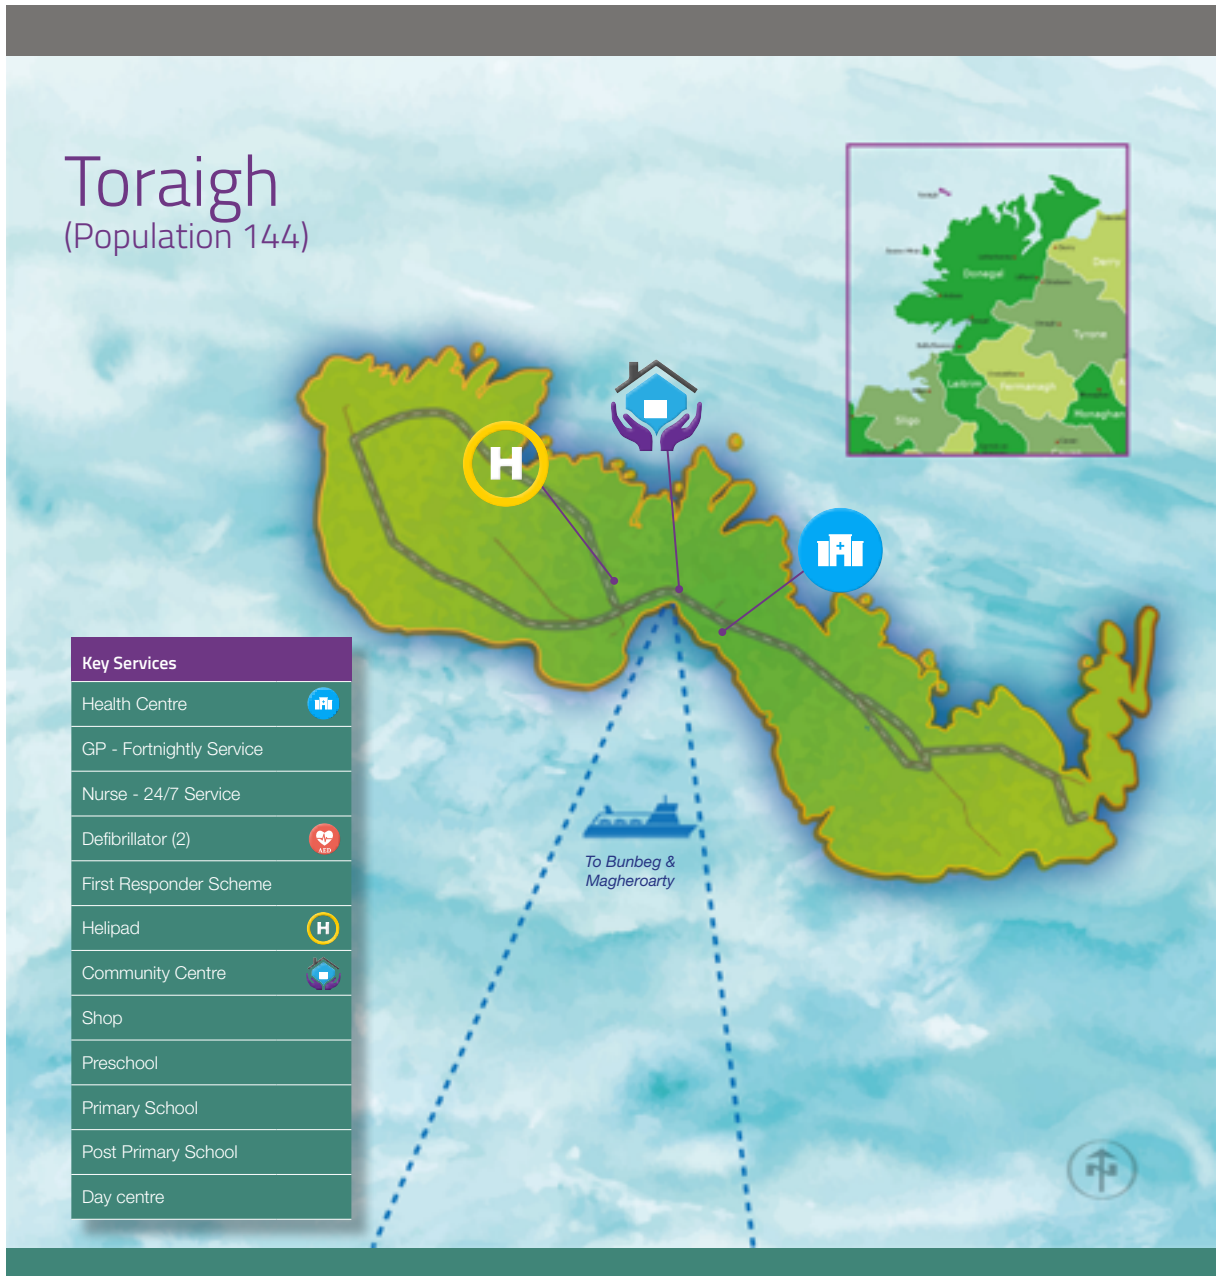 Toraigh
(Population 144)
Donegal
Derry
Tyrone
Fermanagh
Leitrim
Monaghan
Sligo
H
Key Services
Health Centre
GP - Fortnightly Service
Nurse - 24/7 Service
Defibrillator (2)
AED
First Responder Scheme
Helipad
H
Community Centre
Shop
Preschool
Primary School
Post Primary School
Day centre
To Bunbeg &
Magheroarty